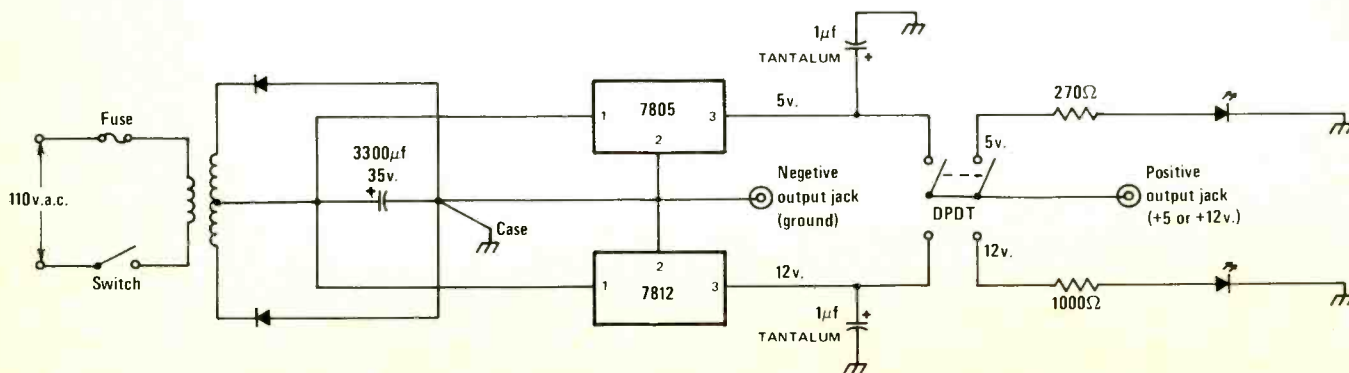 110v.a.c.
Fuse
Switch
3300μf
35v.
Case
1
7805
3
2
5v.
1μf
TANTALUM
+
+
Negetive
output jack
(ground)
2
1
7812
3
12v.
1μf
TANTALUM
+
5v.
DPDT
12v.
270Ω
Positive
output jack
(+5 or +12v.)
1000Ω